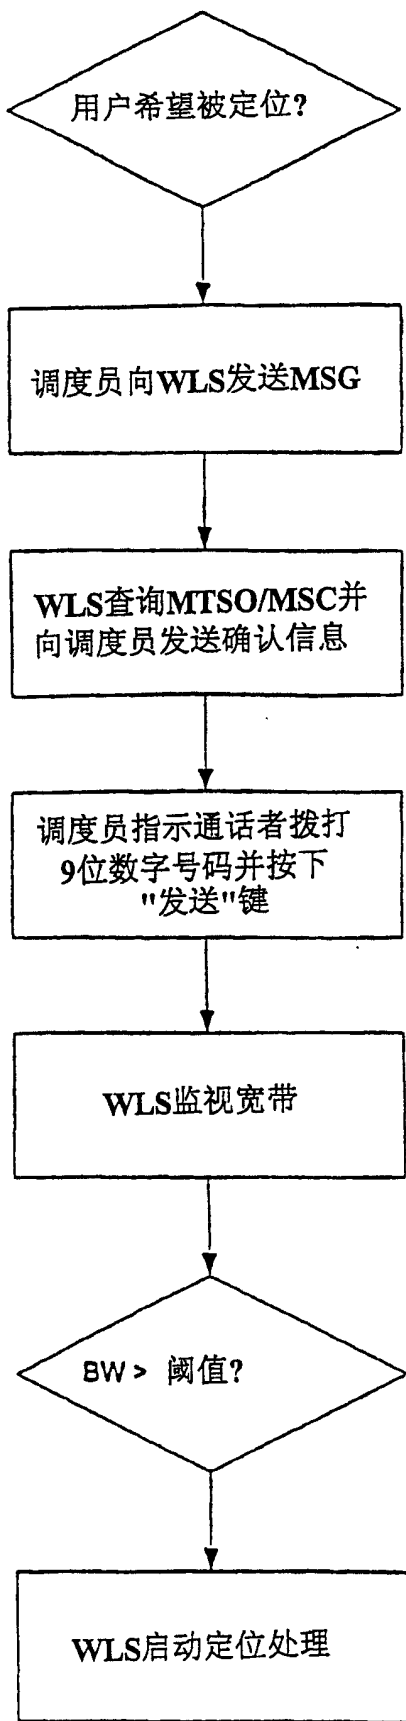 用户希望被定位?
调度员向WLS发送MSG
WLS查询MTSO/MSC并
向调度员发送确认信息
调度员指示通话者拨打
9位数字号码并按下
"发送"键
WLS监视宽带
BW > 阈值?
WLS启动定位处理